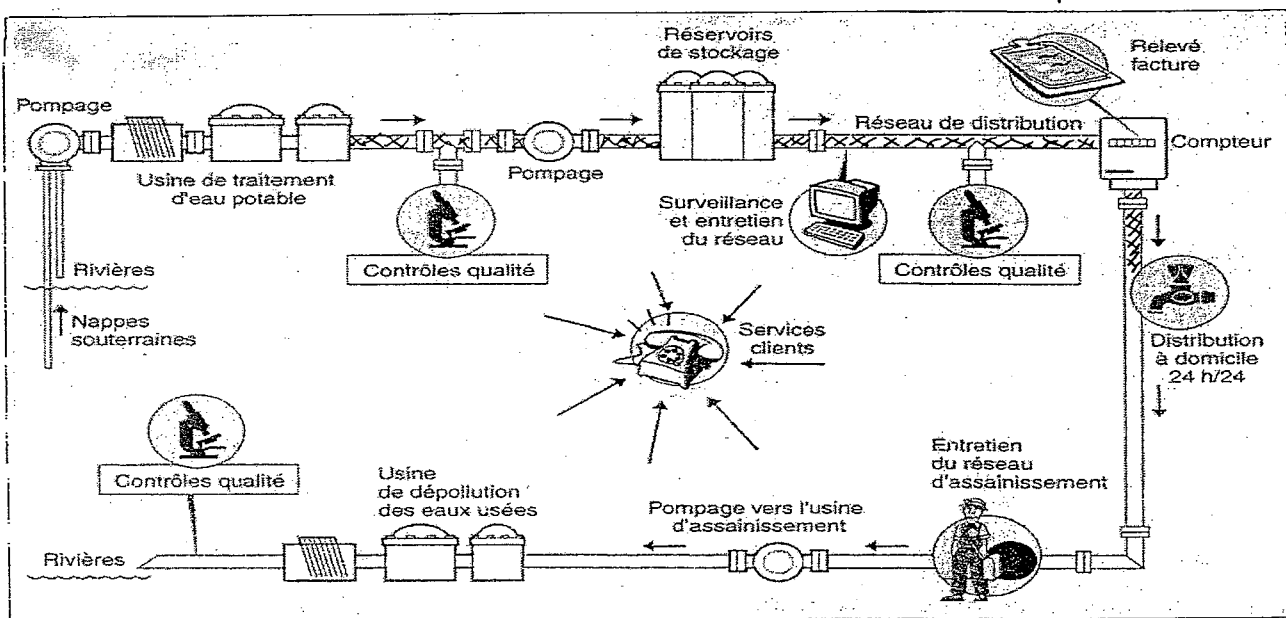 Réservoirs
de stockage
Relevé
facture
Pompage
Réseau de distribution
Compteur
Usine de traitement
d'eau potable
Pompage
Surveillance
et entretien
du réseau
Contrôles qualité
Contrôles qualité
Rivières
Nappes
souterraines
Services
clients
Distribution
à domicile
24 h/24
Contrôles qualité
Usine
de dépollution
des eaux usées
Pompage vers l'usine
d'assainissement
Entretien
du réseau
d'assainissement
Rivières